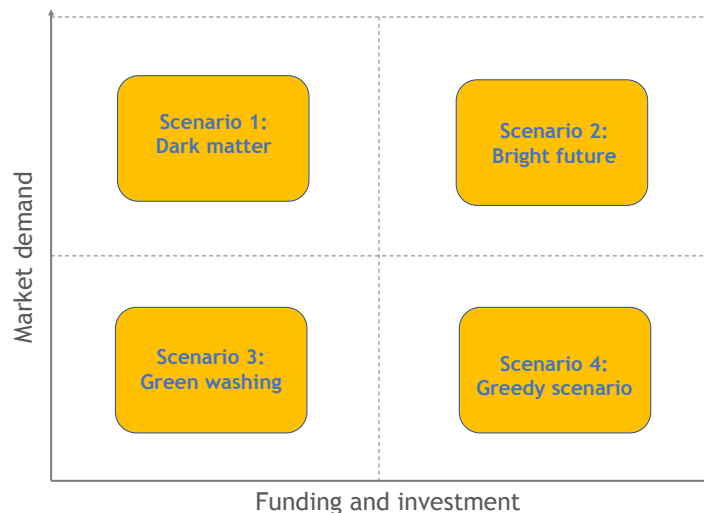 Scenario 1:
Dark matter
Scenario 2:
Bright future
Market demand
Scenario 3:
Green washing
Scenario 4:
Greedy scenario
Funding and investment